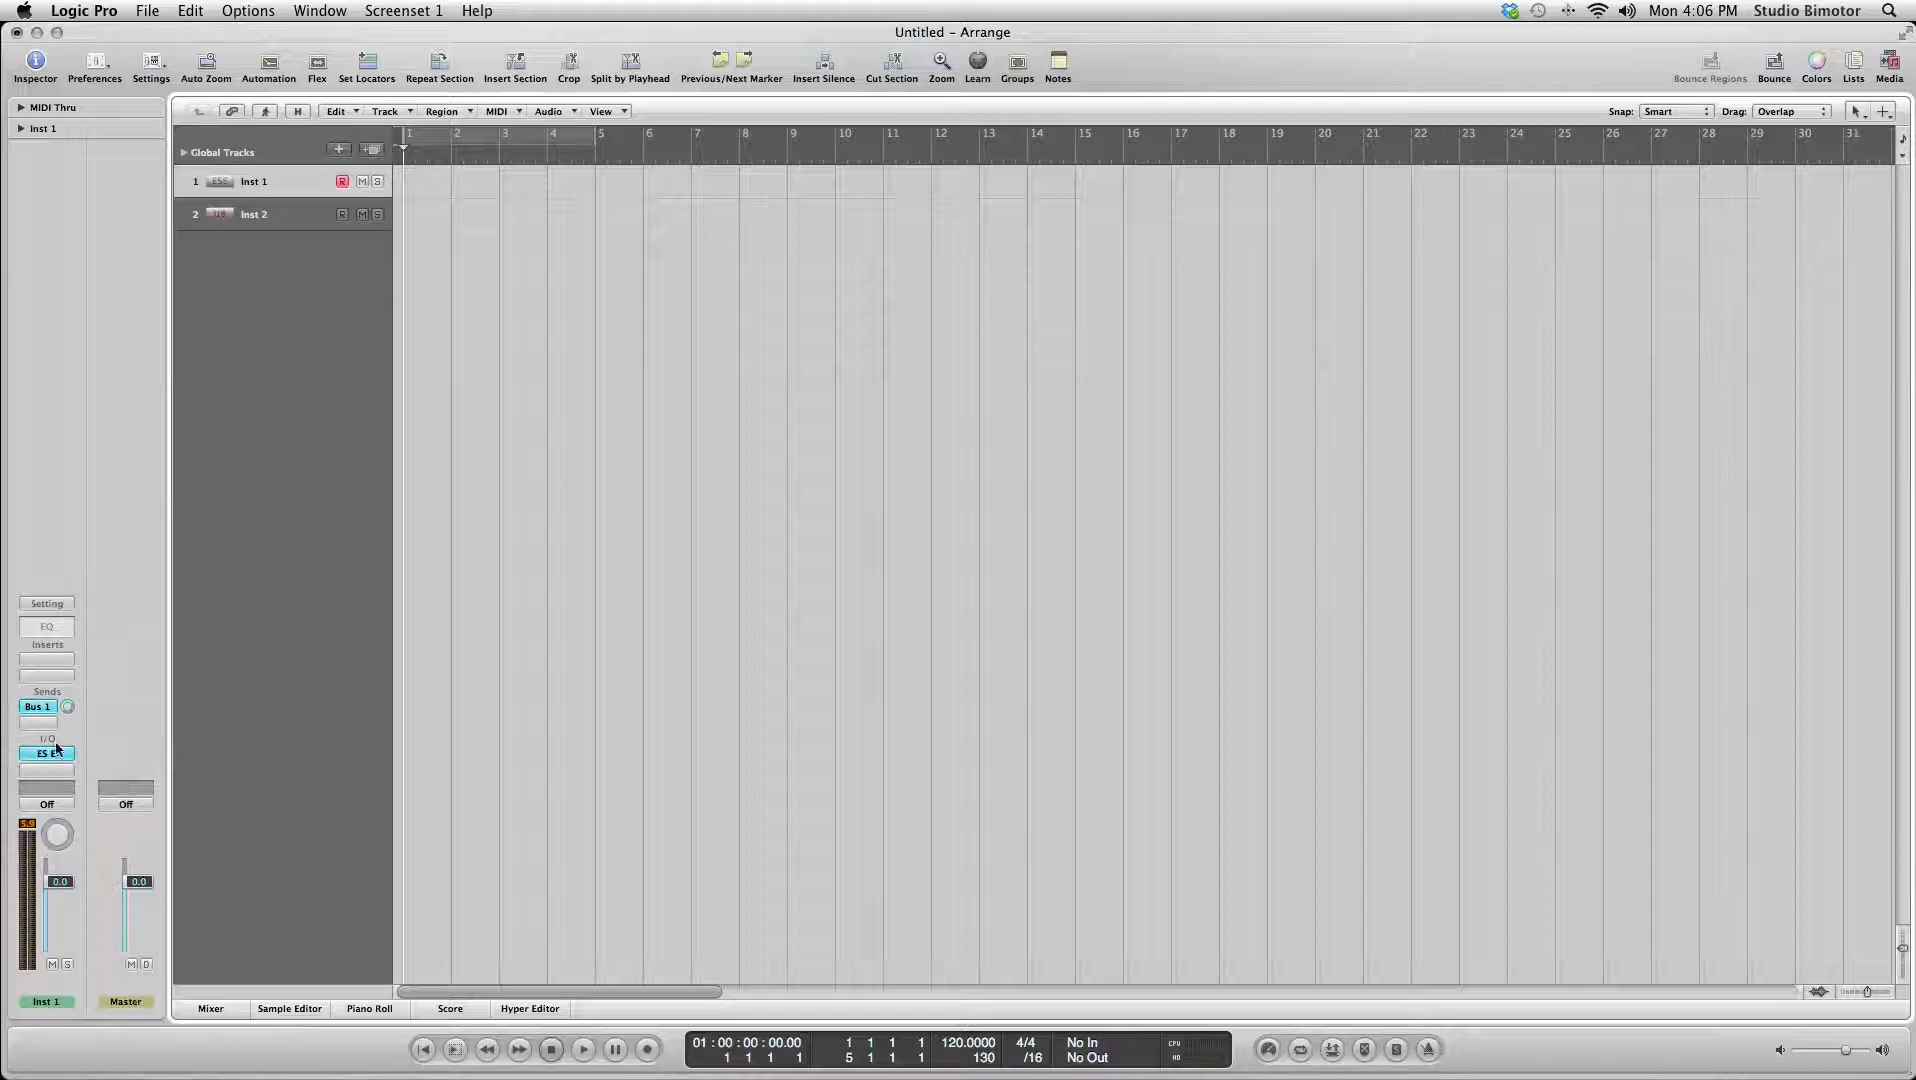 Logic Pro File Edit Options Window Screenset 1 Help Mon 4:06 PM Studio Bimotor
Untitled - Arrange
Inspector Preferences Settings Auto Zoom Automation Flex Set Locators Repeat Section Insert Section Crop Split by Playhead Previous/Next Marker Insert Silence Cut Section Zoom Learn Groups Notes Bounce Regions Bounce Colors Lists Media
MIDI Thru
H Edit Track Region MIDI Audio View Snap: Smart Drag: Overlap
Inst 1
1 2 3 4 5 6 7 8 9 10 11 12 13 14 15 16 17 18 19 20 21 22 23 24 25 26 27 28 29 30 31
Global Tracks
1 ESE Inst 1 R M S
2 Inst 2 R M S
Setting
EQ
Inserts
Sends
Bus 1
I/O
ES E
Off Off
5.9
0.0 0.0
M S M D
Inst 1 Master
Mixer Sample Editor Piano Roll Score Hyper Editor
01 : 00 : 00 : 00.00 1 1 1 1 120.0000 4/4 No In CPU
1 1 1 1 5 1 1 1 130 /16 No Out HD